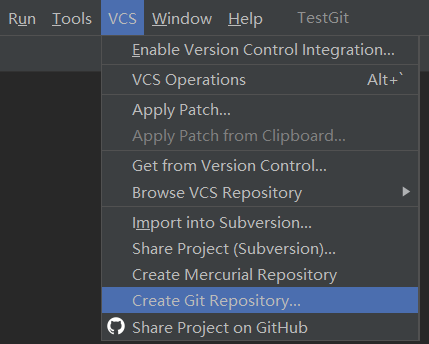 Run Tools VCS Window Help TestGit
Enable Version Control Integration...
VCS Operations Alt+`
Apply Patch...
Apply Patch from Clipboard...
Get from Version Control...
Browse VCS Repository
Import into Subversion...
Share Project (Subversion)...
Create Mercurial Repository
Create Git Repository...
Share Project on GitHub